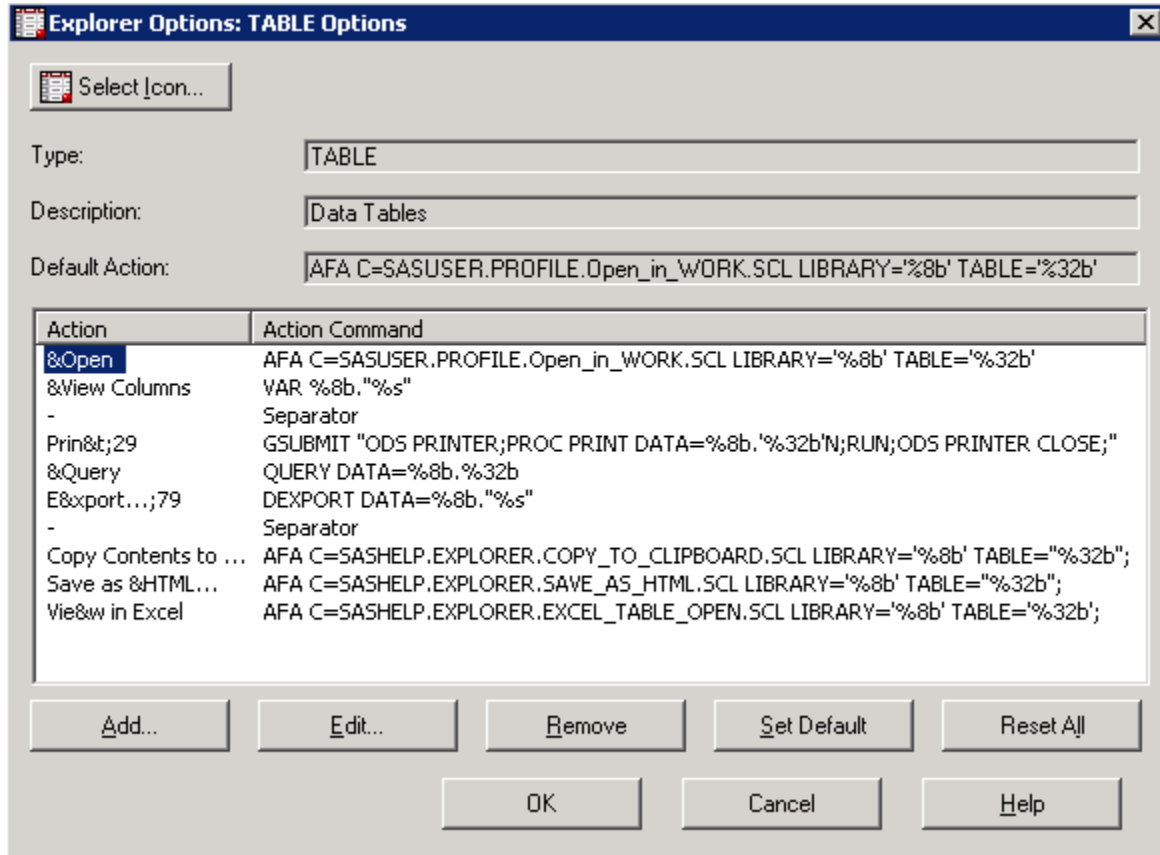 Explorer Options: TABLE Options
Select Icon...
Type: TABLE
Description: Data Tables
Default Action: AFA C=SASUSER.PROFILE.Open_in_WORK.SCL LIBRARY='%8b' TABLE='%32b'
Action Action Command
&Open AFA C=SASUSER.PROFILE.Open_in_WORK.SCL LIBRARY='%8b' TABLE='%32b'
&View Columns VAR %8b."%s"
- Separator
Prin&t;29 GSUBMIT "ODS PRINTER;PROC PRINT DATA=%8b.'%32b'N;RUN;ODS PRINTER CLOSE;"
&Query QUERY DATA=%8b.%32b
E&xport...;79 DEXPORT DATA=%8b."%s"
- Separator
Copy Contents to ... AFA C=SASHELP.EXPLORER.COPY_TO_CLIPBOARD.SCL LIBRARY='%8b' TABLE="%32b";
Save as &HTML... AFA C=SASHELP.EXPLORER.SAVE_AS_HTML.SCL LIBRARY='%8b' TABLE="%32b";
Vie&w in Excel AFA C=SASHELP.EXPLORER.EXCEL_TABLE_OPEN.SCL LIBRARY='%8b' TABLE='%32b';
Add... Edit... Remove Set Default Reset All
OK Cancel Help